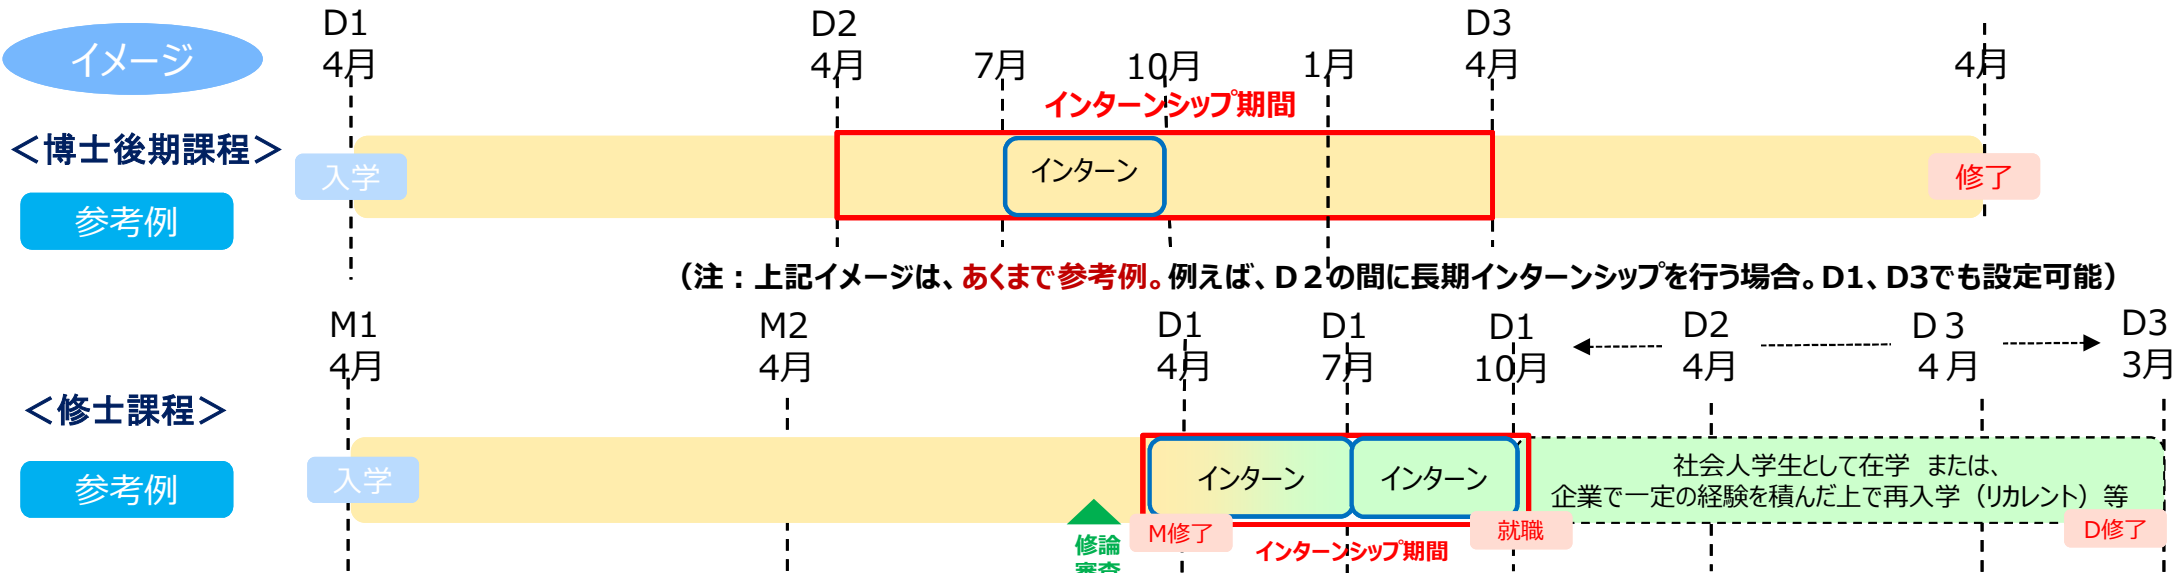 イメージ
D1
4月
D2
4月
7月
10月
1月
D3
4月
4月
インターンシップ期間
＜博士後期課程＞
参考例
入学
インターン
修了
（注：上記イメージは、あくまで参考例。例えば、Ｄ２の間に長期インターンシップを行う場合。D1、D3でも設定可能）
M1
4月
M2
4月
D1
4月
D1
7月
D1
10月
D2
4月
Ｄ３
４月
D3
3月
＜修士課程＞
参考例
入学
インターン
インターン
社会人学生として在学　または、
企業で一定の経験を積んだ上で再入学（リカレント）等
修論
審査
M修了
インターンシップ期間
就職
D修了